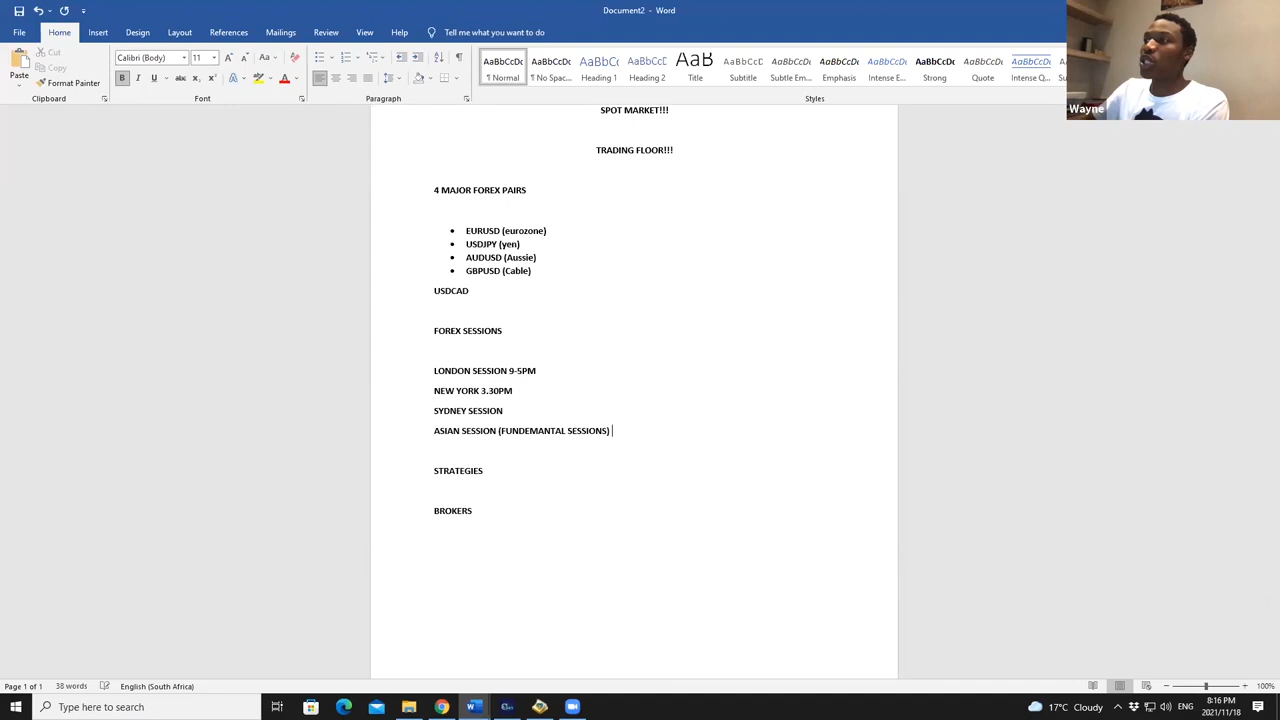 Document2 - Word
File Home Insert Design Layout References Mailings Review View Help Tell me what you want to do
Paste
Cut
Copy
Format Painter
Calibri (Body) 11
Clipboard Font Paragraph Styles
AaBbCcDc AaBbCcDc AaBbC AaBbCcC AaB AaBbCcD AaBbCcDc AaBbCcDc AaBbCcDc AaBbCcDc AaBbCcDc AaBbCcDc
¶ Normal ¶ No Spac... Heading 1 Heading 2 Title Subtitle Subtle Em... Emphasis Intense E... Strong Quote Intense Q...
Wayne
SPOT MARKET!!!
TRADING FLOOR!!!
4 MAJOR FOREX PAIRS
• EURUSD (eurozone)
• USDJPY (yen)
• AUDUSD (Aussie)
• GBPUSD (Cable)
USDCAD
FOREX SESSIONS
LONDON SESSION 9-5PM
NEW YORK 3.30PM
SYDNEY SESSION
ASIAN SESSION (FUNDEMANTAL SESSIONS)
STRATEGIES
BROKERS
Page 1 of 1 38 words English (South Africa) 100%
Type here to search
17°C Cloudy
8:16 PM
2021/11/18